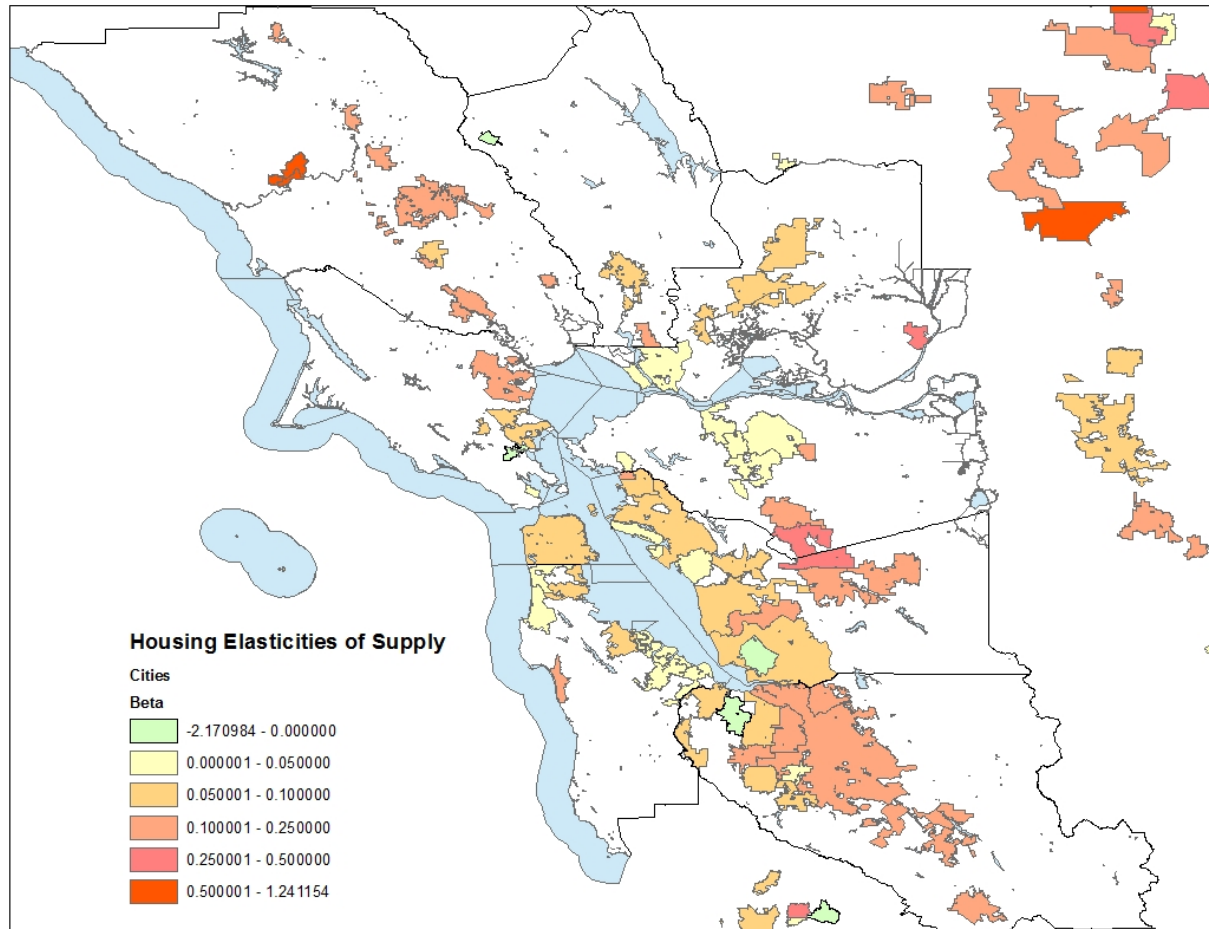 Housing Elasticities of Supply
Cities
Beta
-2.170984 - 0.000000
0.000001 - 0.050000
0.050001 - 0.100000
0.100001 - 0.250000
0.250001 - 0.500000
0.500001 - 1.241154